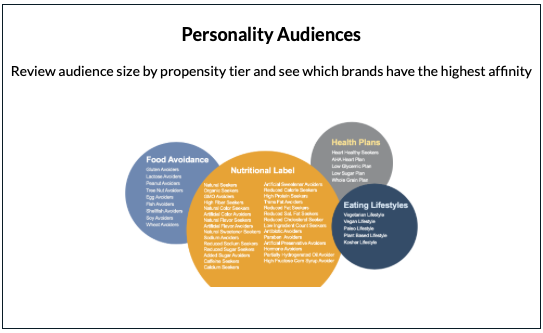 Personality Audiences
Review audience size by propensity tier and see which brands have the highest affinity
Food Avoidance
Gluten Avoiders
Lactose Avoiders
Peanut Avoiders
Tree Nut Avoiders
Egg Avoiders
Fish Avoiders
Shellfish Avoiders
Soy Avoiders
Wheat Avoiders
Nutritional Label
Natural Seekers
Organic Seekers
GMO Avoiders
High Fiber Seekers
Natural Color Seekers
Artificial Color Avoiders
Natural Flavor Seekers
Artificial Flavor Avoiders
Natural Sweetener Seekers
Sodium Avoiders
Reduced Sodium Seekers
Reduced Sugar Seekers
Added Sugar Avoiders
Caffeine Seekers
Calcium Seekers
Artificial Sweetener Avoiders
Reduced Calorie Seekers
High Protein Seekers
Trans Fat Avoiders
Reduced Fat Seekers
Reduced Sat. Fat Seekers
Reduced Cholesterol Seeker
Low Ingredient Count Seekers
Antibiotic Avoiders
Paraben Avoiders
Artificial Preservative Avoiders
Hormone Avoiders
Partially Hydrogenated Oil Avoider
High Fructose Corn Syrup Avoider
Health Plans
Heart Healthy Seekers
AHA Heart Plan
Low Glycemic Plan
Low Sugar Plan
Whole Grain Plan
Eating Lifestyles
Vegetarian Lifestyle
Vegan Lifestyle
Paleo Lifestyle
Plant Based Lifestyle
Kosher Lifestyle